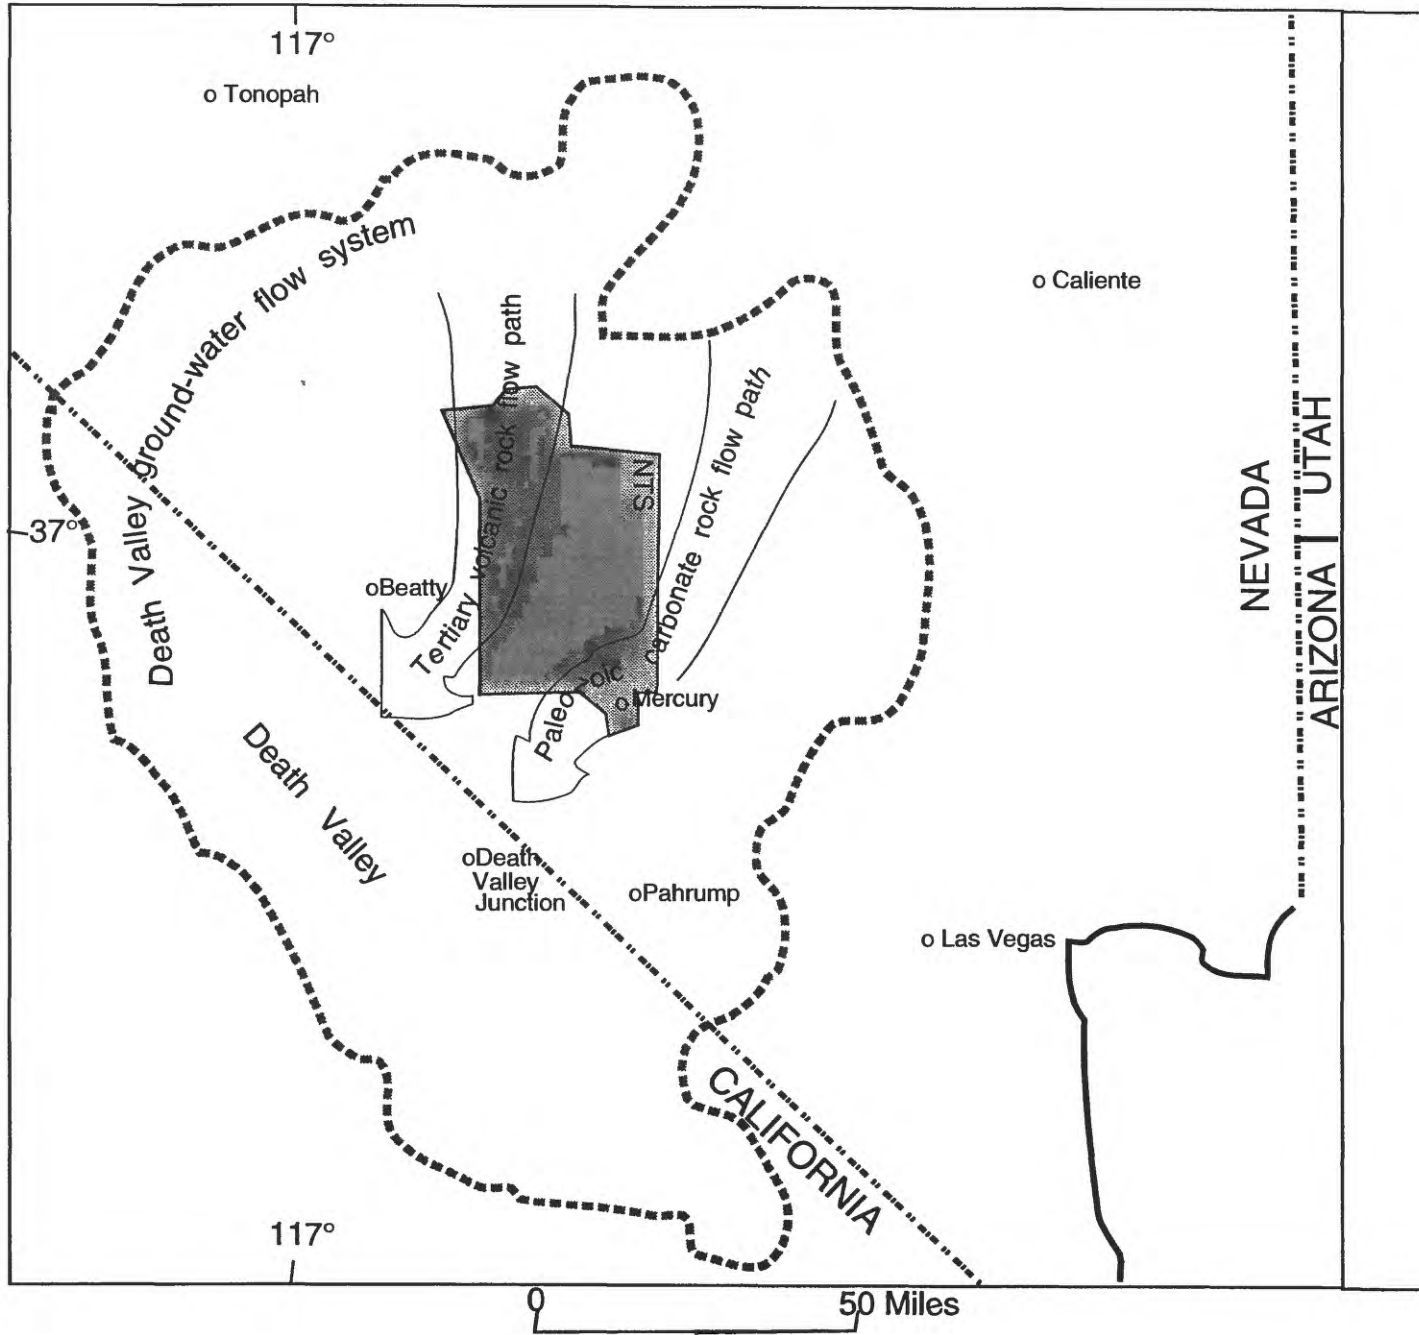 117°
o Tonopah
Death Valley ground-water flow system
o Caliente
Tertiary volcanic rock flow path
Paleo
carbonate rock flow path
NTS
37°
oBeatty
o Mercury
Death Valley
oDeath
Valley
Junction
oPahrump
o Las Vegas
NEVADA
UTAH
ARIZONA
CALIFORNIA
117°
0
50 Miles